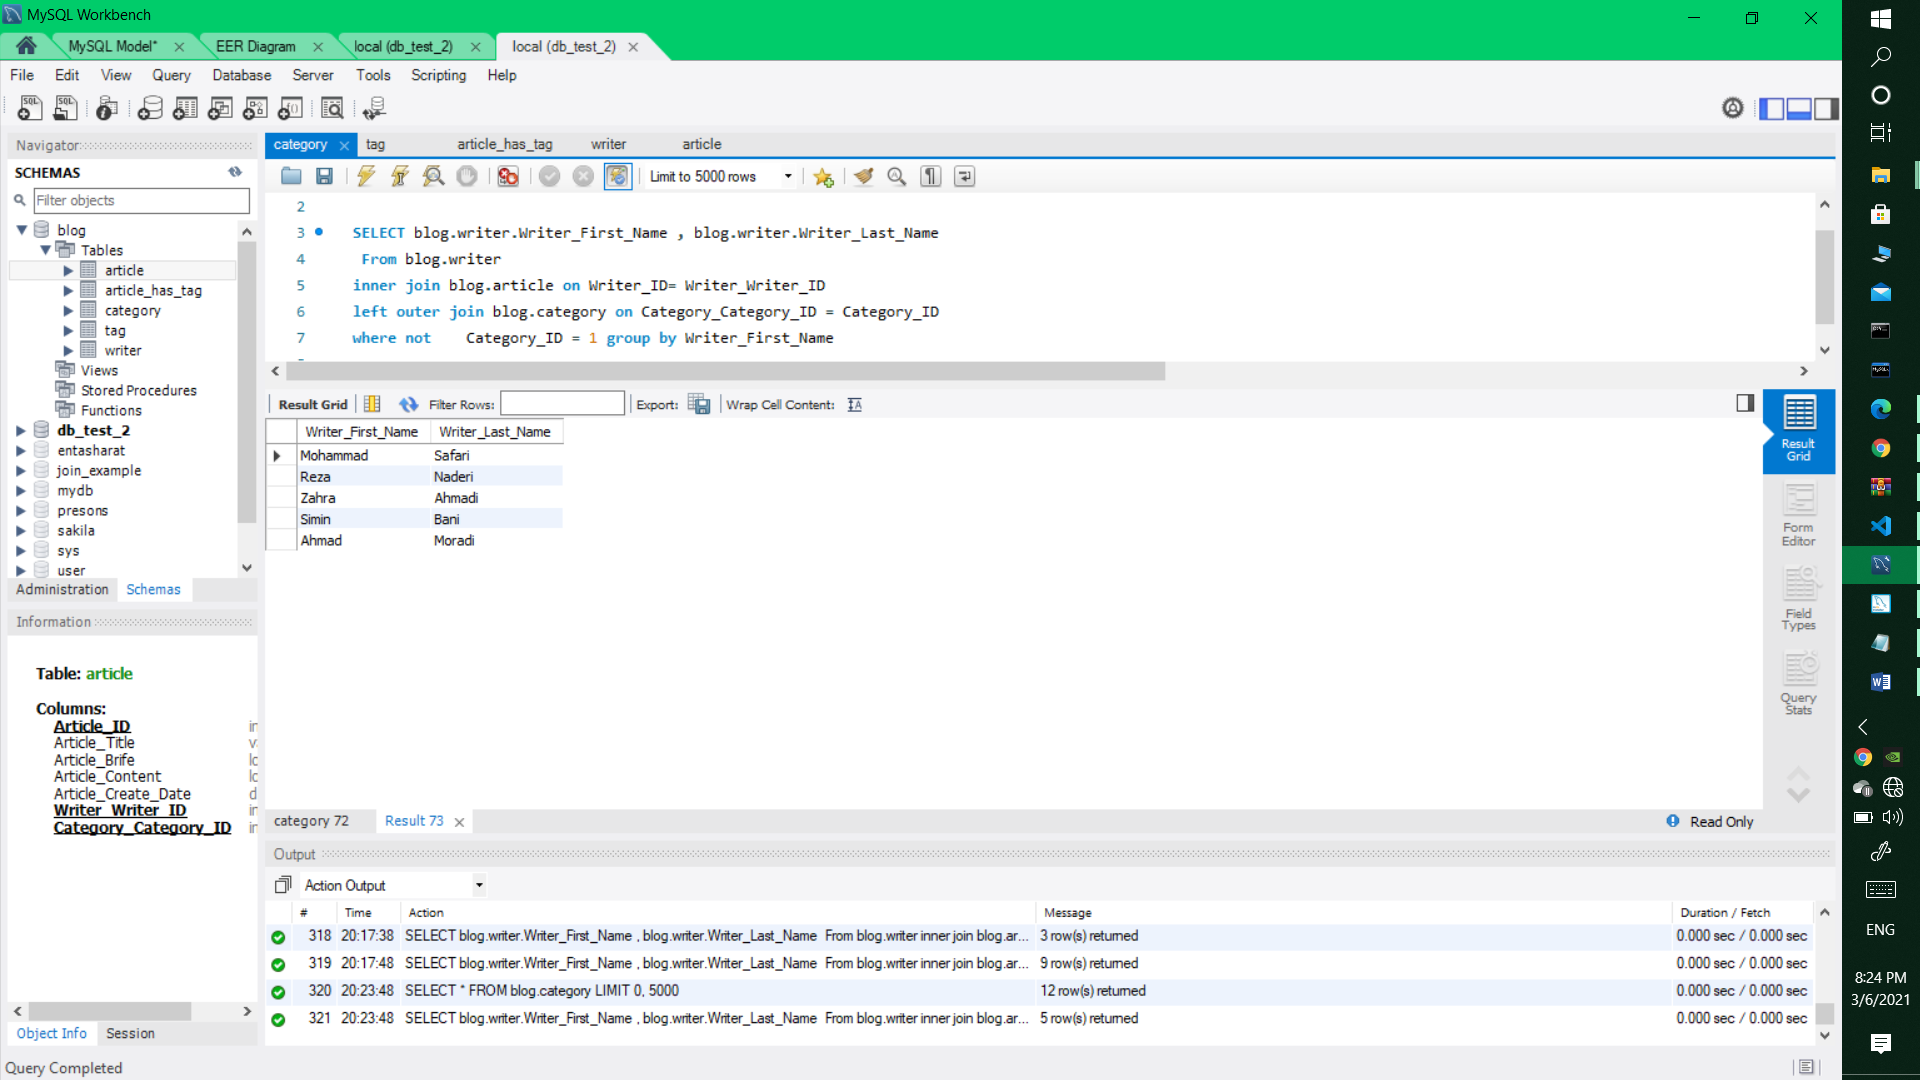 MySQL Workbench
MySQL Model*
EER Diagram
local (db_test_2)
local (db_test_2)
File Edit View Query Database Server Tools Scripting Help
Navigator
SCHEMAS
Filter objects
blog
Tables
article
article_has_tag
category
tag
writer
Views
Stored Procedures
Functions
db_test_2
entasharat
join_example
mydb
presons
sakila
sys
user
Administration Schemas
Information
Table: article
Columns:
Article_ID
Article_Title
Article_Brife
Article_Content
Article_Create_Date
Writer_Writer_ID
Category_Category_ID
Object Info Session
Query Completed
category tag article_has_tag writer article
Limit to 5000 rows
2
3 SELECT blog.writer.Writer_First_Name , blog.writer.Writer_Last_Name
4 From blog.writer
5 inner join blog.article on Writer_ID= Writer_Writer_ID
6 left outer join blog.category on Category_Category_ID = Category_ID
7 where not Category_ID = 1 group by Writer_First_Name
Result Grid Filter Rows: Export: Wrap Cell Content:
Writer_First_Name Writer_Last_Name
Mohammad Safari
Reza Naderi
Zahra Ahmadi
Simin Bani
Ahmad Moradi
Result Grid
Form Editor
Field Types
Query Stats
category 72 Result 73
Read Only
Output
Action Output
# Time Action Message Duration / Fetch
318 20:17:38 SELECT blog.writer.Writer_First_Name , blog.writer.Writer_Last_Name From blog.writer inner join blog.ar... 3 row(s) returned 0.000 sec / 0.000 sec
319 20:17:48 SELECT blog.writer.Writer_First_Name , blog.writer.Writer_Last_Name From blog.writer inner join blog.ar... 9 row(s) returned 0.000 sec / 0.000 sec
320 20:23:48 SELECT * FROM blog.category LIMIT 0, 5000 12 row(s) returned 0.000 sec / 0.000 sec
321 20:23:48 SELECT blog.writer.Writer_First_Name , blog.writer.Writer_Last_Name From blog.writer inner join blog.ar... 5 row(s) returned 0.000 sec / 0.000 sec
ENG
8:24 PM
3/6/2021